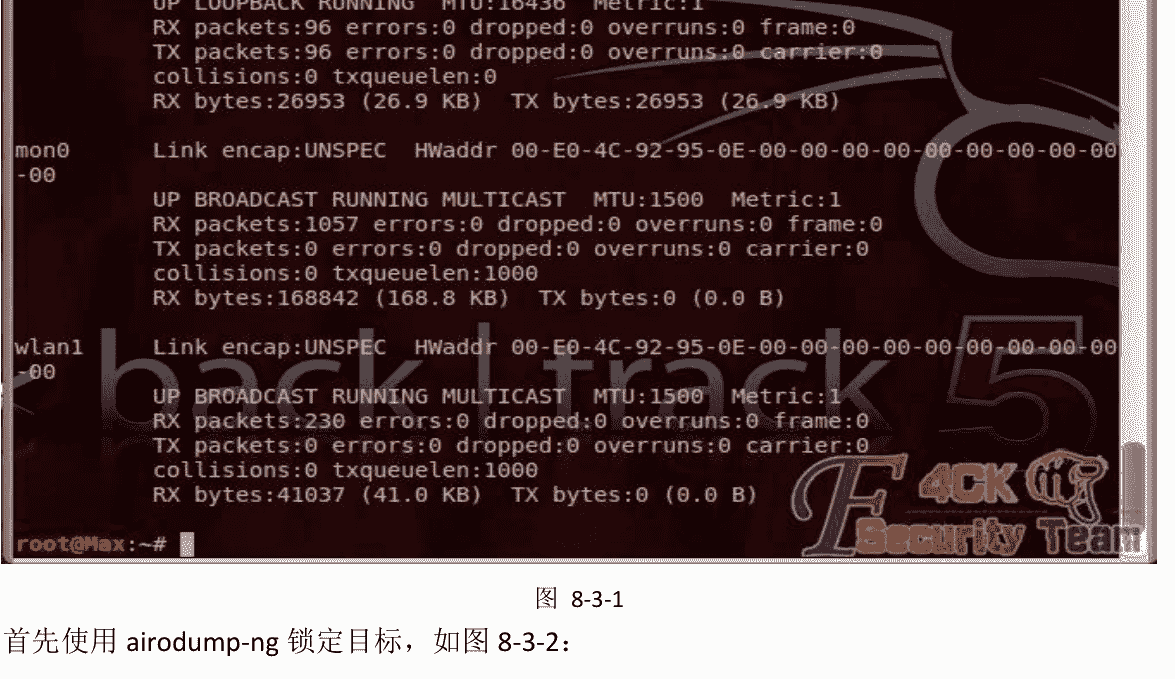 UP LOOPBACK RUNNING  MTU:16436  Metric:1
RX packets:96 errors:0 dropped:0 overruns:0 frame:0
TX packets:96 errors:0 dropped:0 overruns:0 carrier:0
collisions:0 txqueuelen:0
RX bytes:26953 (26.9 KB)  TX bytes:26953 (26.9 KB)
mon0      Link encap:UNSPEC  HWaddr 00-E0-4C-92-95-0E-00-00-00-00-00-00-00-00-00
-00
UP BROADCAST RUNNING MULTICAST  MTU:1500  Metric:1
RX packets:1057 errors:0 dropped:0 overruns:0 frame:0
TX packets:0 errors:0 dropped:0 overruns:0 carrier:0
collisions:0 txqueuelen:1000
RX bytes:168842 (168.8 KB)  TX bytes:0 (0.0 B)
wlan1     Link encap:UNSPEC  HWaddr 00-E0-4C-92-95-0E-00-00-00-00-00-00-00-00-00
-00
back | track 5
UP BROADCAST RUNNING MULTICAST  MTU:1500  Metric:1
RX packets:230 errors:0 dropped:0 overruns:0 frame:0
TX packets:0 errors:0 dropped:0 overruns:0 carrier:0
collisions:0 txqueuelen:1000
RX bytes:41037 (41.0 KB)  TX bytes:0 (0.0 B)
F4CK
Security Team
root@Max:~#
图 8-3-1
首先使用 airodump-ng 锁定目标，如图 8-3-2：